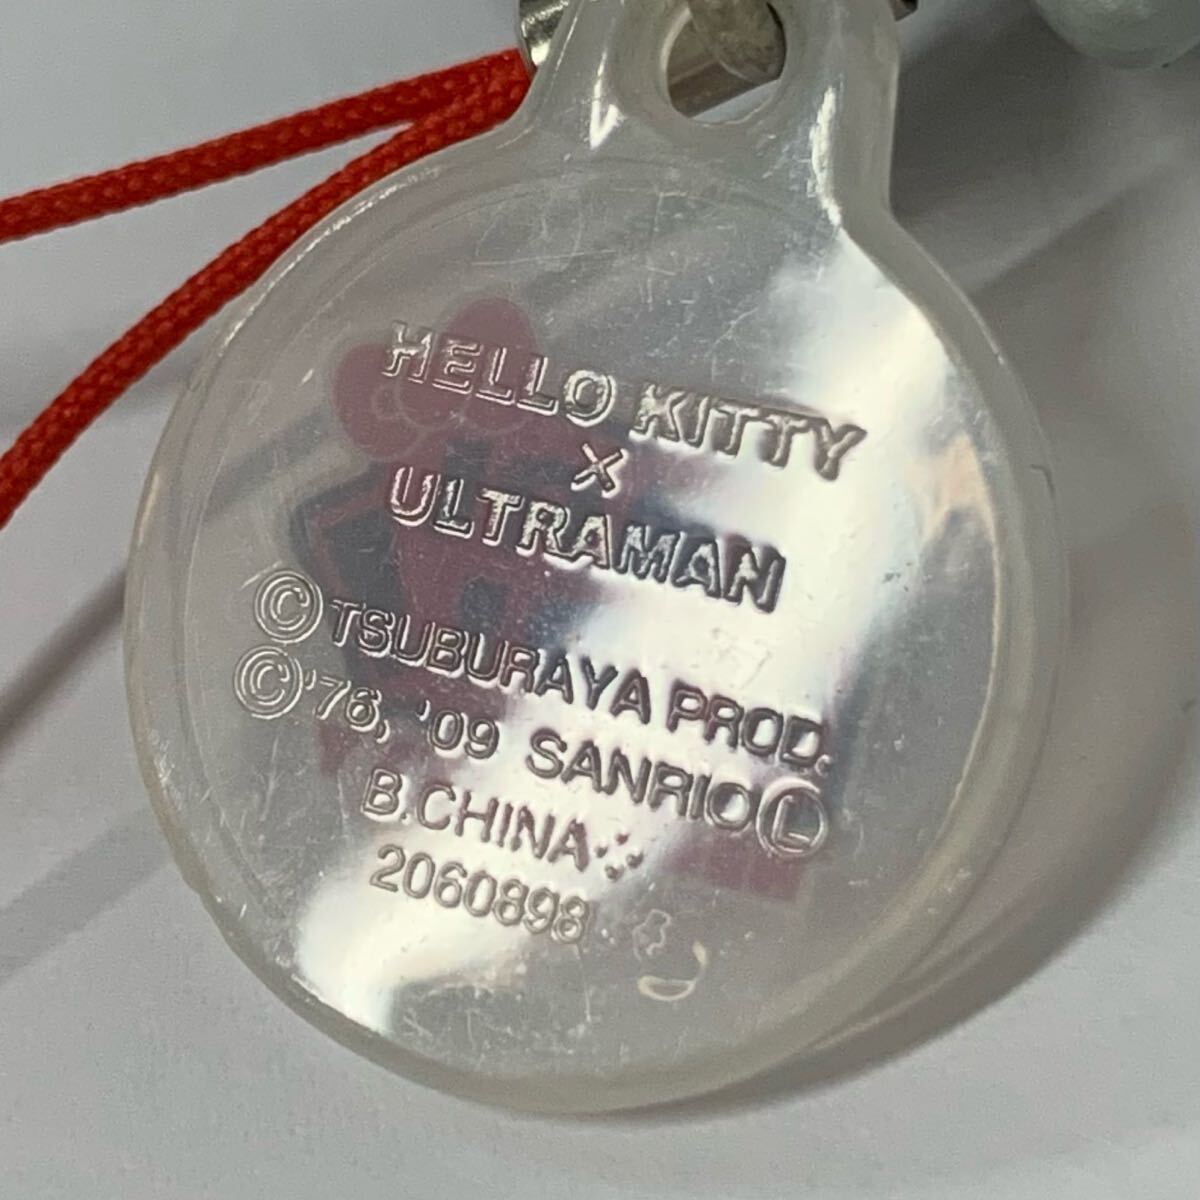 HELLO KITTY
×
ULTRAMAN
©TSUBURAYA PROD.
©'76, '09 SANRIO Ⓛ
B.CHINA
2060898